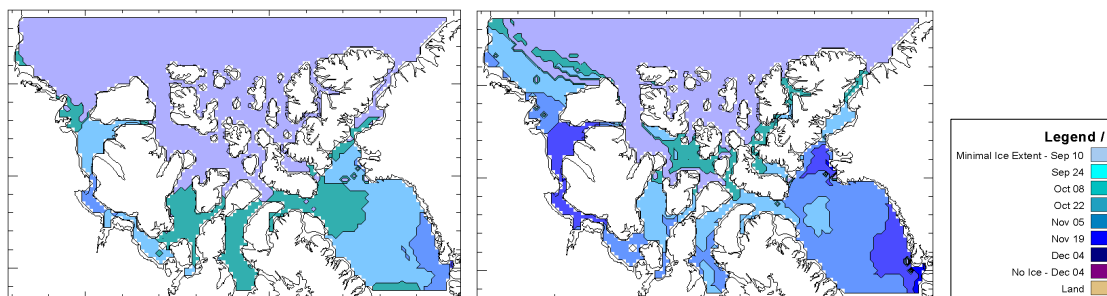 Legend /
Minimal Ice Extent - Sep 10
Sep 24
Oct 08
Oct 22
Nov 05
Nov 19
Dec 04
No Ice - Dec 04
Land